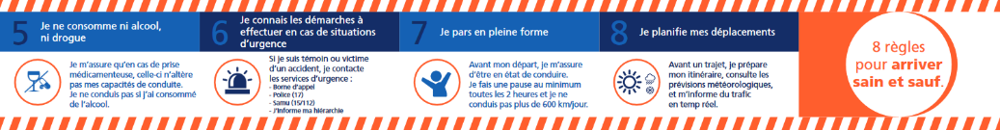 5
Je ne consomme ni alcool,
ni drogue
Je m'assure qu'en cas de prise
médicamenteuse, celle-ci n'altère
pas mes capacités de conduite.
Je ne conduis pas si j'ai consommé
de l'alcool.
6
Je connais les démarches à
effectuer en cas de situations
d'urgence
Si je suis témoin ou victime
d'un accident, je contacte
les services d'urgence :
- Borne d'appel
- Police (17)
- Samu (15/112)
- J'informe ma hiérarchie
7
Je pars en pleine forme
Avant mon départ, je m'assure
d'être en état de conduire.
Je fais une pause au minimum
toutes les 2 heures et je ne
conduis pas plus de 600 km/jour.
8
Je planifie mes déplacements
Avant un trajet, je prépare
mon itinéraire, consulte les
prévisions météorologiques,
et m'informe du trafic
en temp réel.
8 règles
pour arriver
sain et sauf.